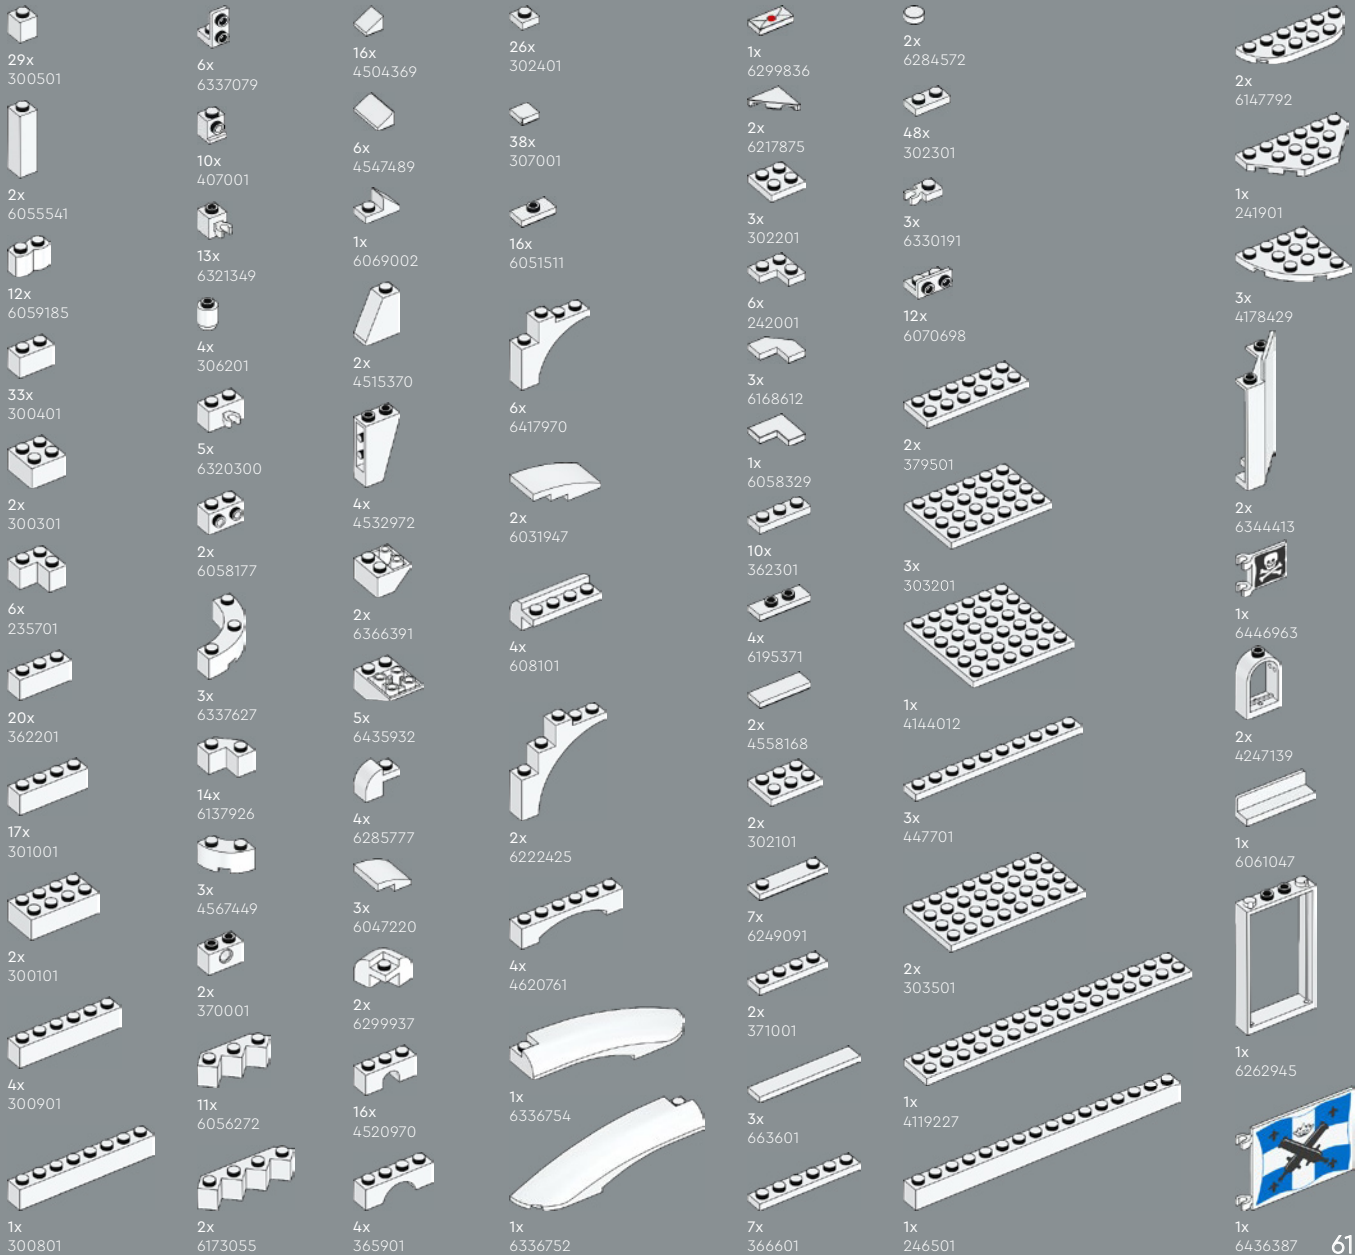 29x
300501
2x
6055541
12x
6059185
33x
300401
2x
300301
6x
235701
20x
362201
17x
301001
2x
300101
4x
300901
1x
300801
6x
6337079
10x
407001
13x
6321349
4x
306201
5x
6320300
2x
6058177
3x
6337627
14x
6137926
3x
4567449
2x
370001
11x
6056272
2x
6173055
16x
4504369
6x
4547489
1x
6069002
2x
4515370
4x
4532972
2x
6366391
5x
6435932
4x
6285777
3x
6047220
2x
6299937
16x
4520970
4x
365901
26x
302401
38x
307001
16x
6051511
6x
6417970
2x
6031947
4x
608101
2x
6222425
4x
4620761
1x
6336754
1x
6336752
1x
6299836
2x
6217875
3x
302201
6x
242001
3x
6168612
1x
6058329
10x
362301
4x
6195371
2x
4558168
2x
302101
7x
6249091
2x
371001
3x
663601
7x
366601
2x
6284572
48x
302301
3x
6330191
12x
6070698
2x
379501
3x
303201
1x
4144012
3x
447701
2x
303501
1x
4119227
1x
246501
2x
6147792
1x
241901
3x
4178429
2x
6344413
1x
6446963
2x
4247139
1x
6061047
1x
6262945
1x
6436387
61